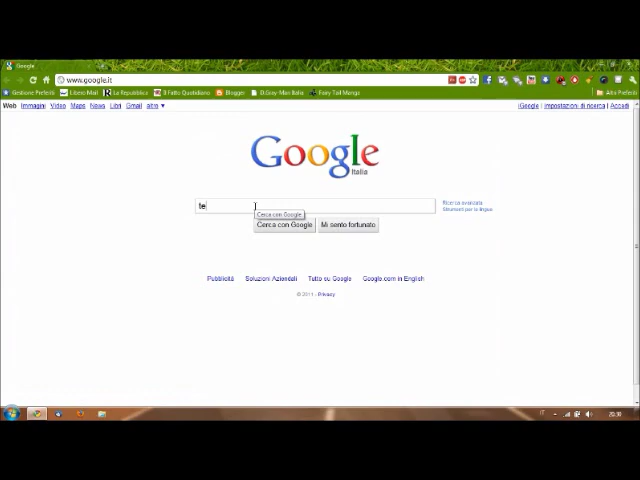 Google
www.google.it
Gestione Preferiti Libero Mail La Repubblica Il Fatto Quotidiano Blogger D.Gray-Man Italia Fairy Tail Manga Altri Preferiti
Web Immagini Video Maps News Libri Gmail altro ▼ iGoogle | Impostazioni di ricerca | Accedi
Google
Italia
te
Ricerca avanzata
Strumenti per le lingue
Cerca con Google
Cerca con Google Mi sento fortunato
Pubblicità Soluzioni Aziendali Tutto su Google Google.com in English
© 2011 - Privacy
IT 20.30